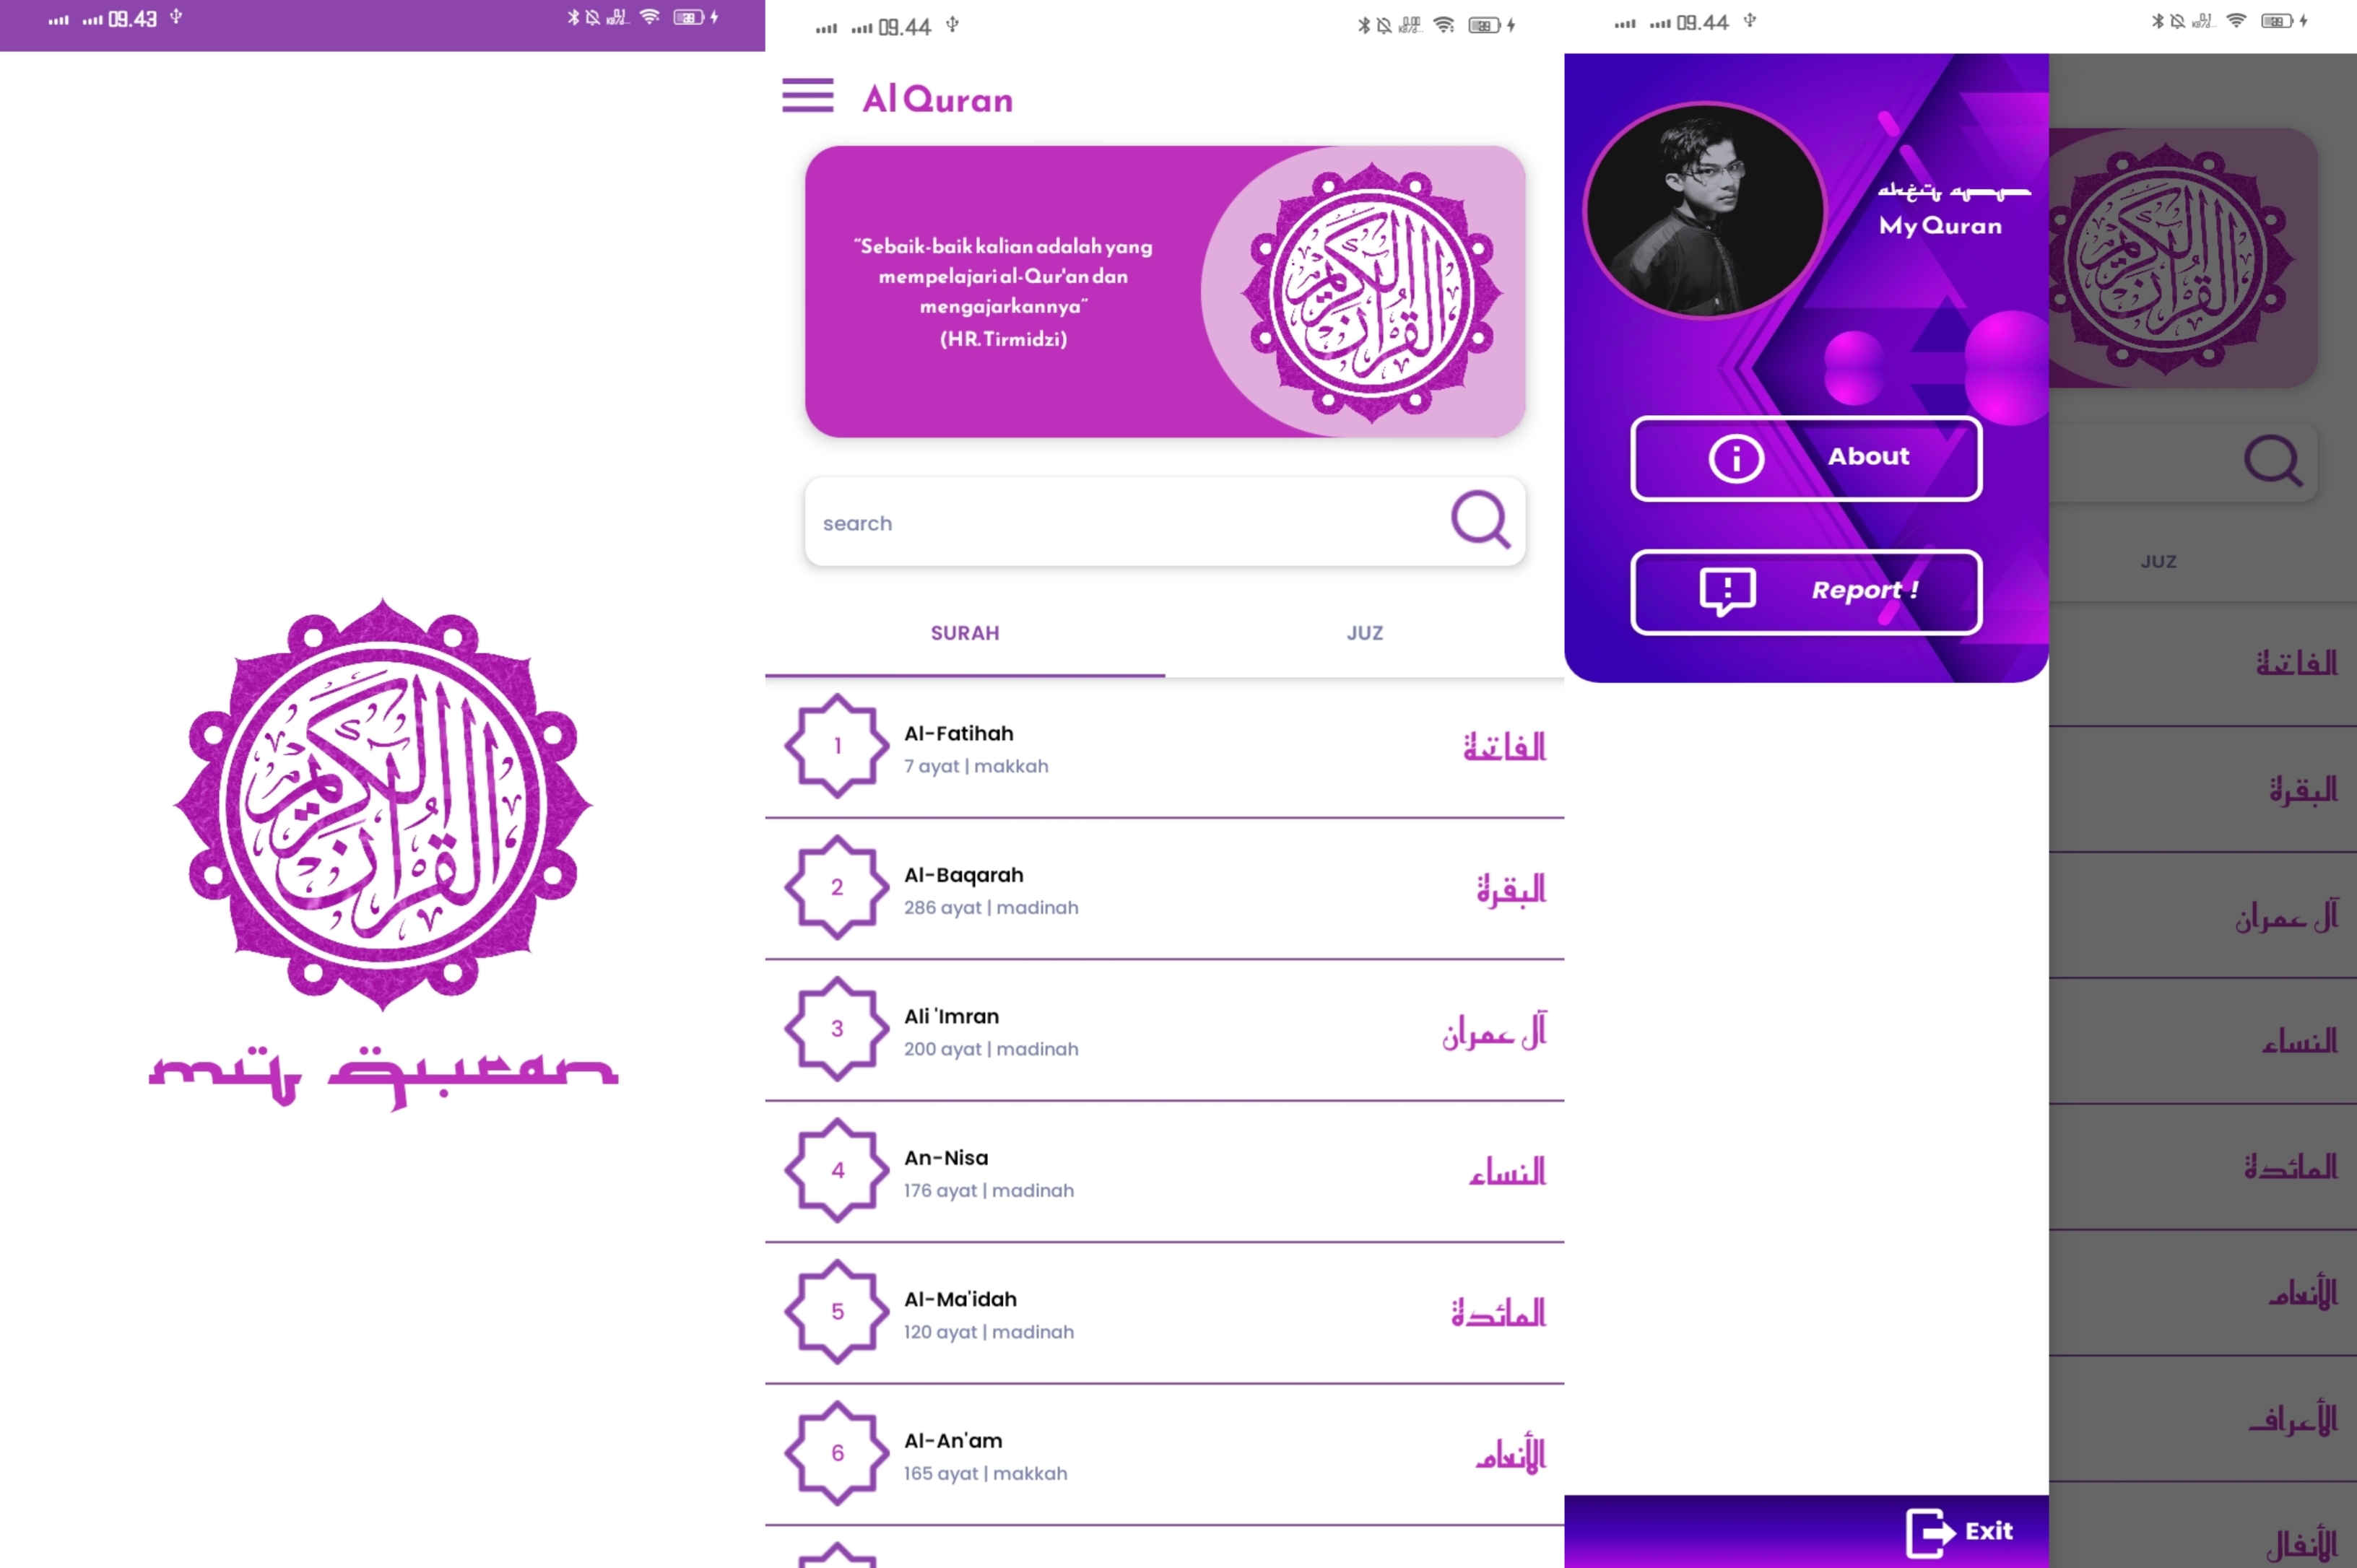 09.43
القرآن الكريم
my quran
09.44
Al Quran
"Sebaik-baik kalian adalah yang
mempelajari al-Qur'an dan
mengajarkannya"
(HR. Tirmidzi)
القرآن الكريم
search
SURAH
JUZ
1
Al-Fatihah
7 ayat | makkah
الفاتحة
2
Al-Baqarah
286 ayat | madinah
البقرة
3
Ali 'Imran
200 ayat | madinah
آل عمران
4
An-Nisa
176 ayat | madinah
النساء
5
Al-Ma'idah
120 ayat | madinah
المائدة
6
Al-An'am
165 ayat | makkah
الأنعام
09.44
My Quran
About
Report !
Exit
القرآن الكريم
JUZ
الفاتحة
البقرة
آل عمران
النساء
المائدة
الأنعام
الأعراف
الأنفال